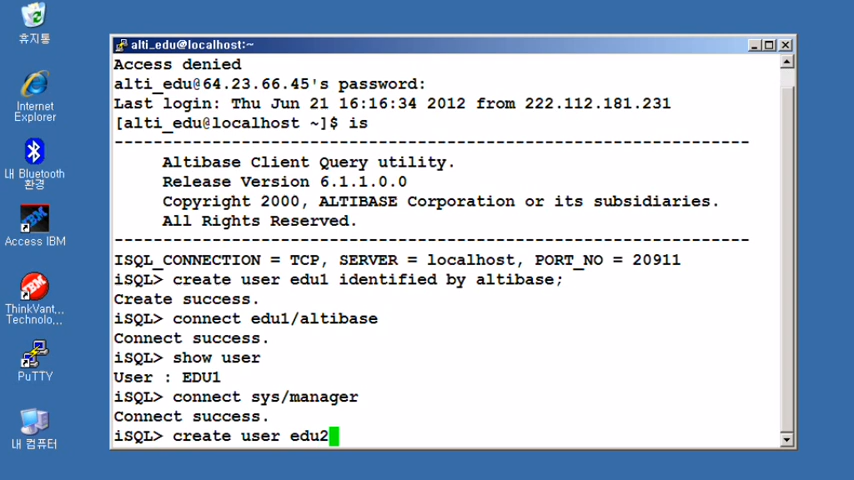 휴지통
Internet
Explorer
내 Bluetooth
환경
Access IBM
ThinkVant...
Technolo...
PuTTY
내 컴퓨터
alti_edu@localhost:~
Access denied
alti_edu@64.23.66.45's password:
Last login: Thu Jun 21 16:16:34 2012 from 222.112.181.231
[alti_edu@localhost ~]$ is
-----------------------------------------------------------------
Altibase Client Query utility.
Release Version 6.1.1.0.0
Copyright 2000, ALTIBASE Corporation or its subsidiaries.
All Rights Reserved.
-----------------------------------------------------------------
ISQL_CONNECTION = TCP, SERVER = localhost, PORT_NO = 20911
iSQL> create user edu1 identified by altibase;
Create success.
iSQL> connect edu1/altibase
Connect success.
iSQL> show user
User : EDU1
iSQL> connect sys/manager
Connect success.
iSQL> create user edu2